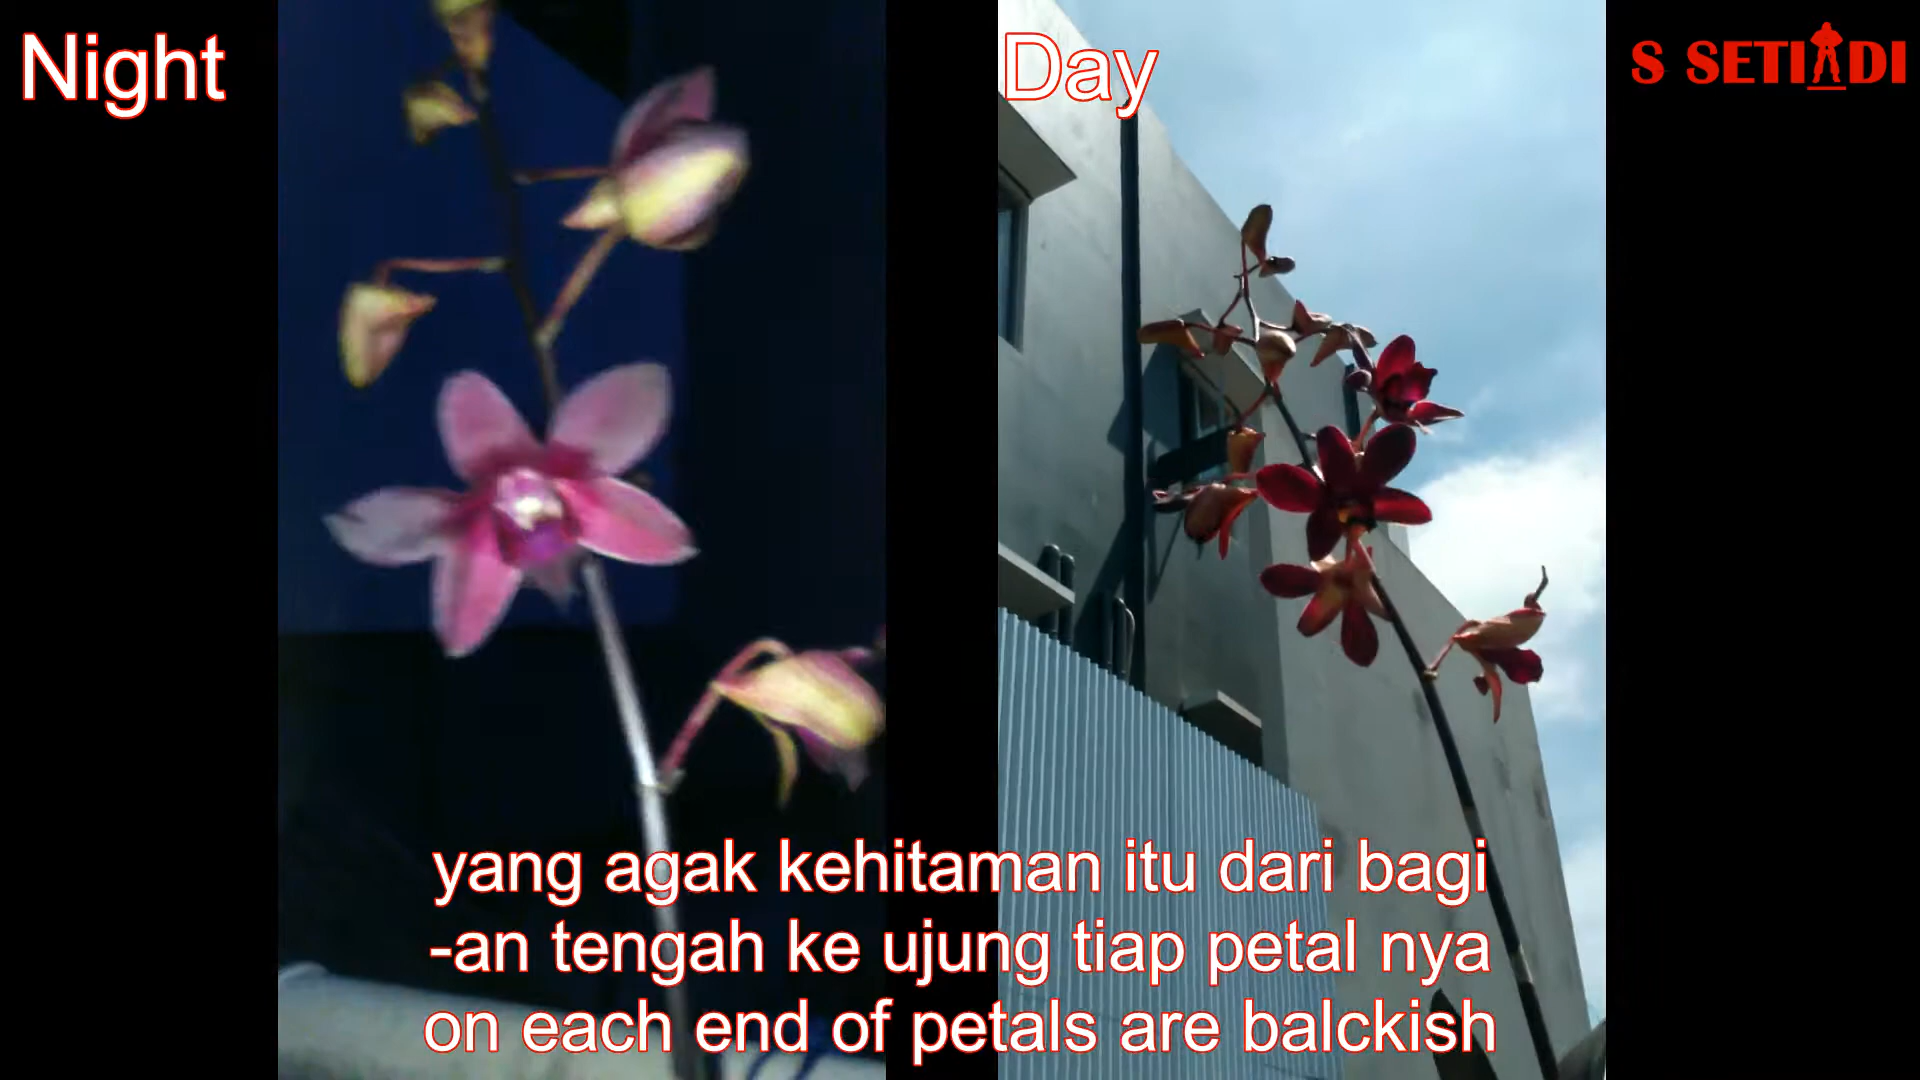 Night
Day
S SETIADI
yang agak kehitaman itu dari bagi
-an tengah ke ujung tiap petal nya
on each end of petals are balckish